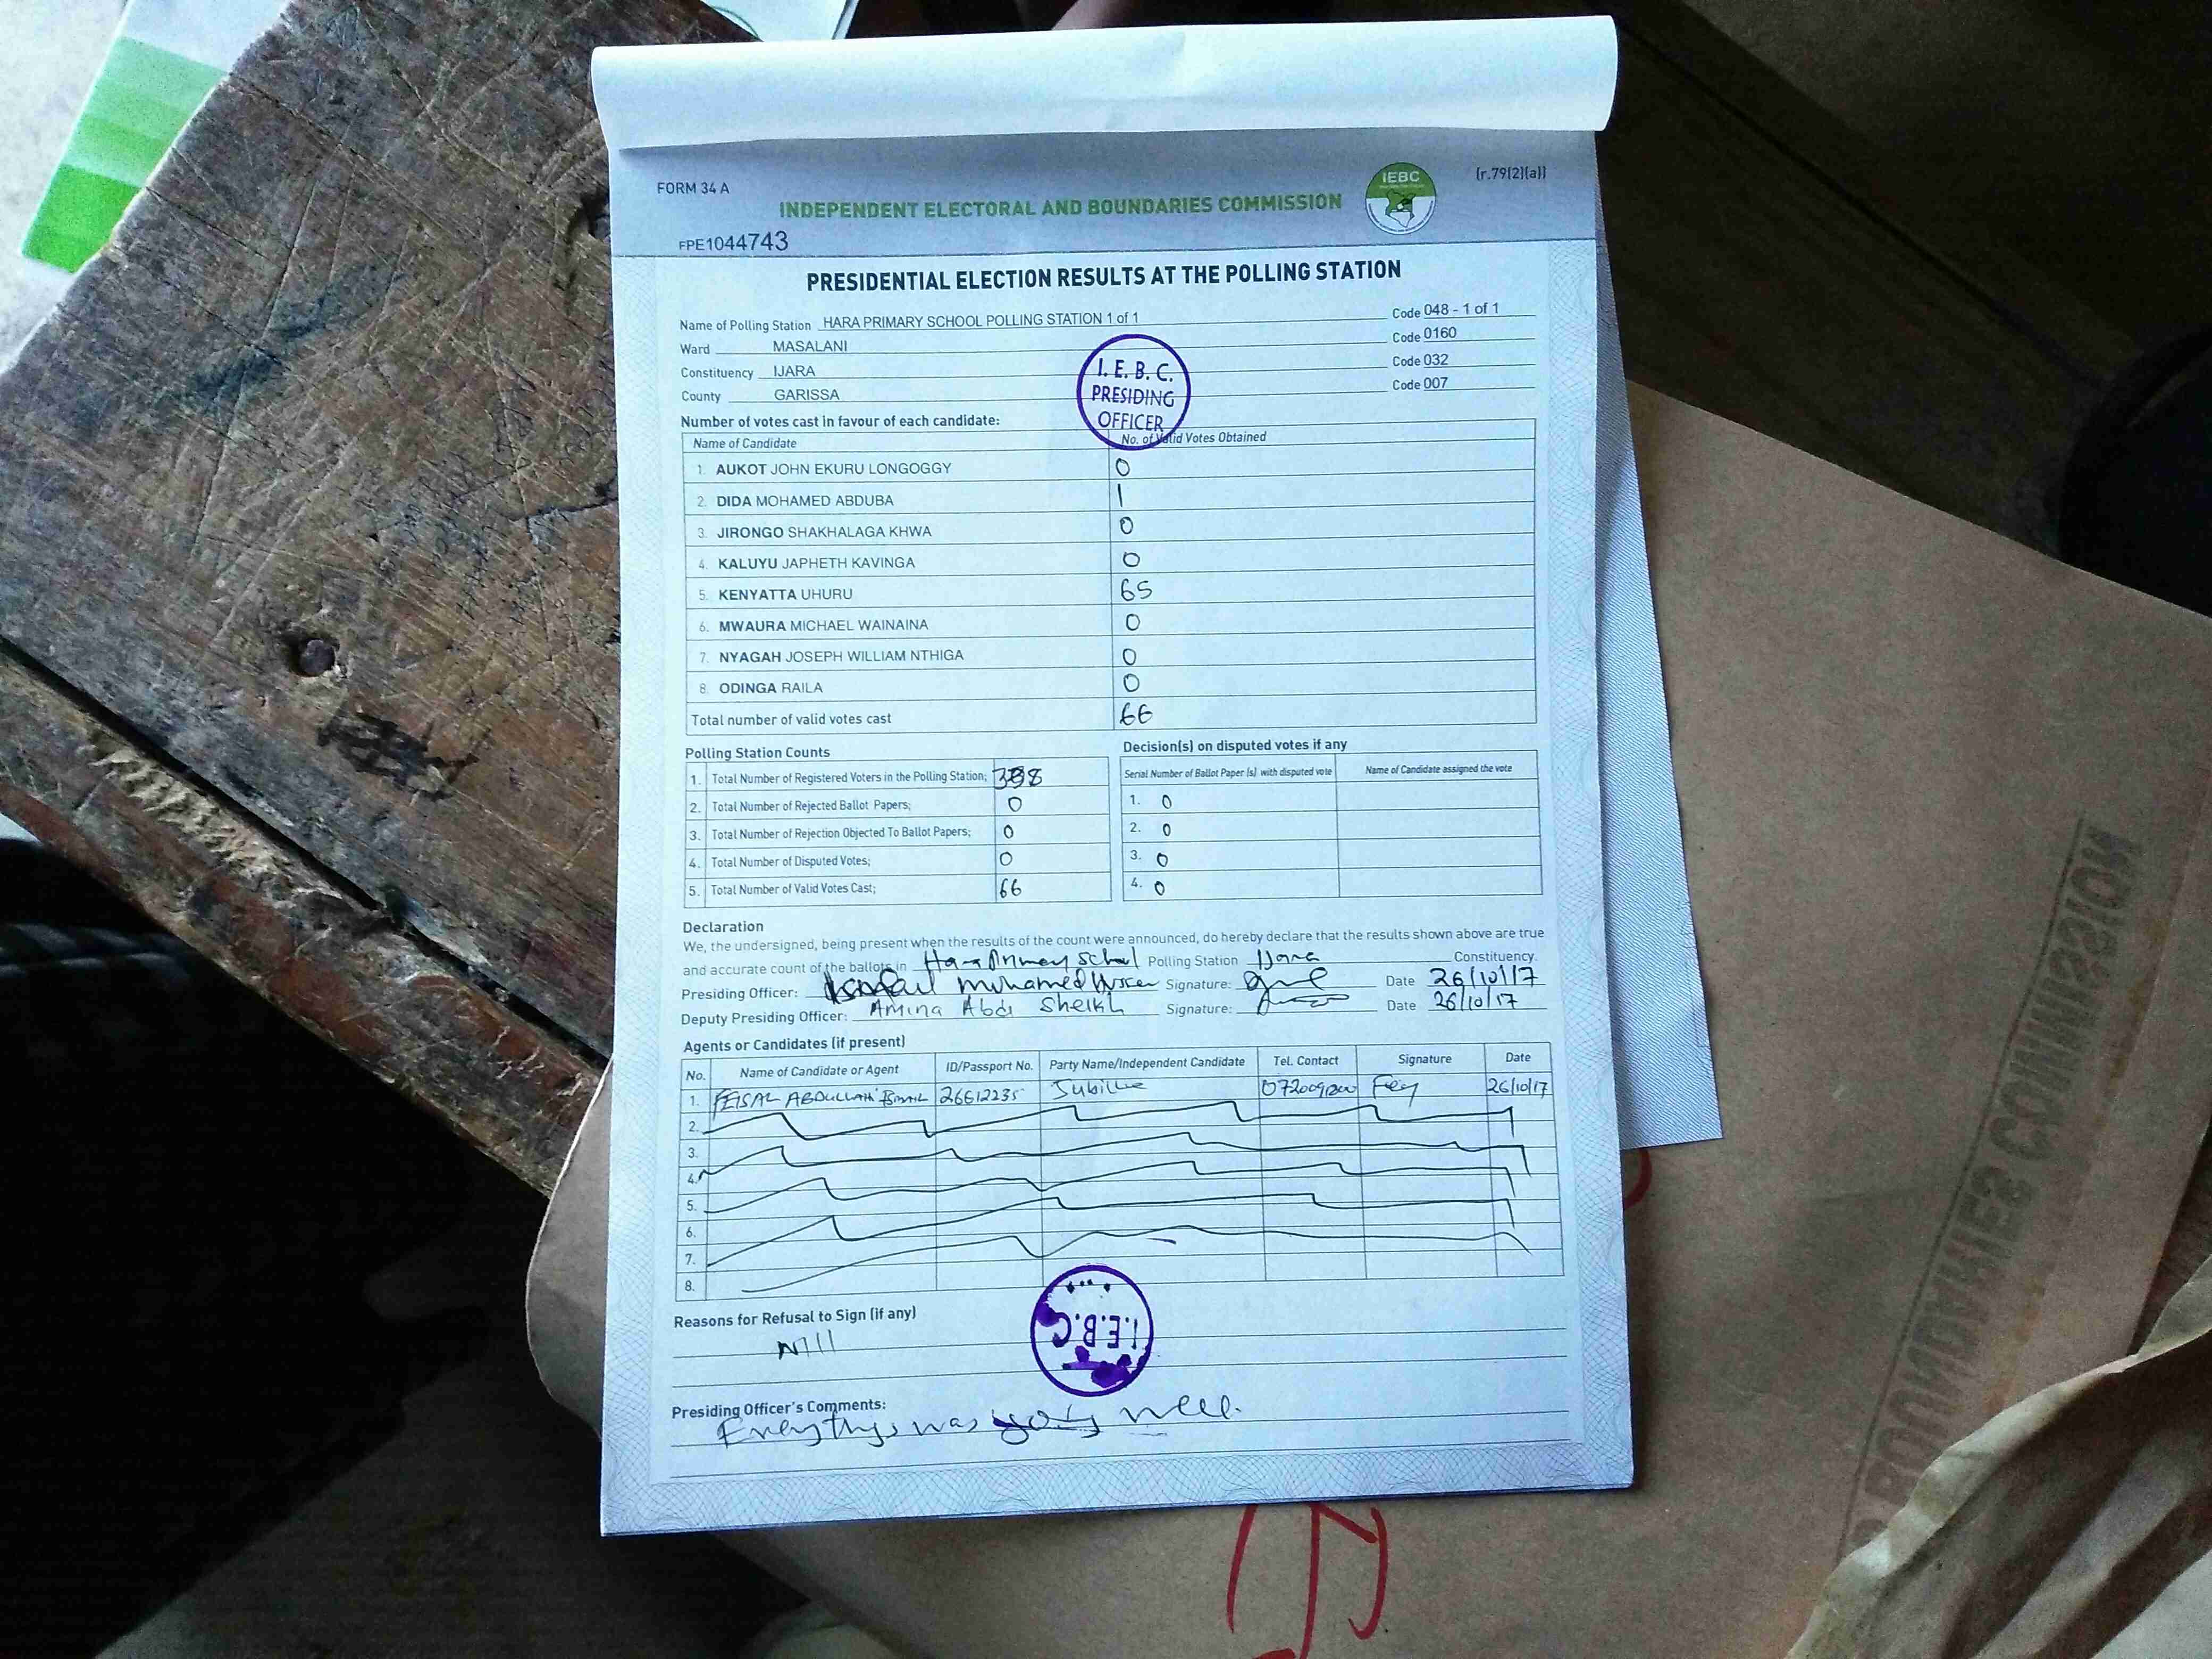 FORM 34 A
(r.79(2)(a))
INDEPENDENT ELECTORAL AND BOUNDARIES COMMISSION
IEBC
FPE1044743
PRESIDENTIAL ELECTION RESULTS AT THE POLLING STATION
Name of Polling Station HARA PRIMARY SCHOOL POLLING STATION 1 of 1 Code 048 - 1 of 1
Ward MASALANI Code 0160
Constituency IJARA Code 032
County GARISSA Code 007
I. E. B. C.
PRESIDING
OFFICER
Number of votes cast in favour of each candidate:
Name of Candidate No. of Valid Votes Obtained
1. AUKOT JOHN EKURU LONGOGGY 0
2. DIDA MOHAMED ABDUBA 1
3. JIRONGO SHAKHALAGA KHWA 0
4. KALUYU JAPHETH KAVINGA 0
5. KENYATTA UHURU 65
6. MWAURA MICHAEL WAINAINA 0
7. NYAGAH JOSEPH WILLIAM NTHIGA 0
8. ODINGA RAILA 0
Total number of valid votes cast 66
Polling Station Counts
1. Total Number of Registered Voters in the Polling Station;
2. Total Number of Rejected Ballot Papers; 0
3. Total Number of Rejection Objected To Ballot Papers; 0
4. Total Number of Disputed Votes; 0
5. Total Number of Valid Votes Cast; 66
Decision(s) on disputed votes if any
Serial Number of Ballot Paper (s) with disputed vote Name of Candidate assigned the vote
1. 0
2. 0
3. 0
4. 0
Declaration
We, the undersigned, being present when the results of the count were announced, do hereby declare that the results shown above are true
and accurate count of the ballots in Hara Primary School Polling Station Ijara Constituency.
Presiding Officer: Ismail Mohamed Signature: Date 26/10/17
Deputy Presiding Officer: Amina Abdi Sheikh Signature: Date 26/10/17
Agents or Candidates (if present)
No. Name of Candidate or Agent ID/Passport No. Party Name/Independent Candidate Tel. Contact Signature Date
1. FEISAL ABDULLAHI ISMAIL 26612235 Jubilee 26/10/17
2.
3.
4.
5.
6.
7.
8.
Reasons for Refusal to Sign (if any)
Nill
I.E.B.C
Presiding Officer's Comments:
was well.
BOUNDARIES COMMISSION